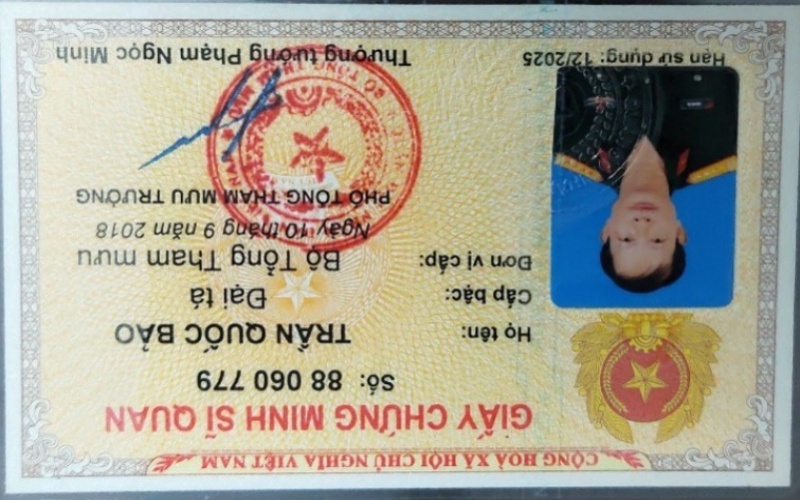 CỘNG HOÀ XÃ HỘI CHỦ NGHĨA VIỆT NAM
GIẤY CHỨNG MINH SĨ QUAN
Số: 88 060 779
Họ tên: TRẦN QUỐC BẢO
Cấp bậc: Đại tá
Đơn vị cấp: Bộ Tổng Tham mưu
Ngày 10 tháng 9 năm 2018
PHÓ TỔNG THAM MƯU TRƯỞNG
Hạn sử dụng: 12/2025
Thượng tướng Phạm Ngọc Minh